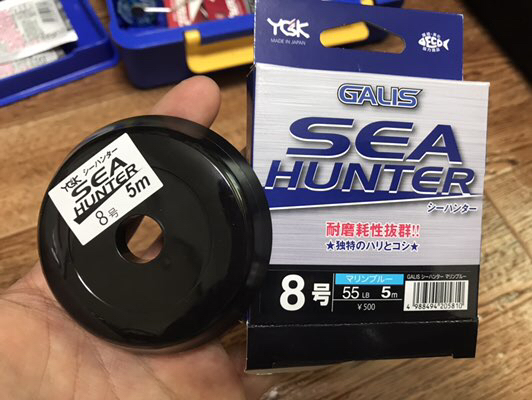 YGK
MADE IN JAPAN
GALIS
SEA
HUNTER
シーハンター
耐磨耗性抜群!!
★独特のハリとコシ★
8号
マリンブルー
55 LB 5m
¥500
GALIS シーハンター マリンブルー
4 988494 205810
YGK シーハンター
SEA
HUNTER
8号 5m